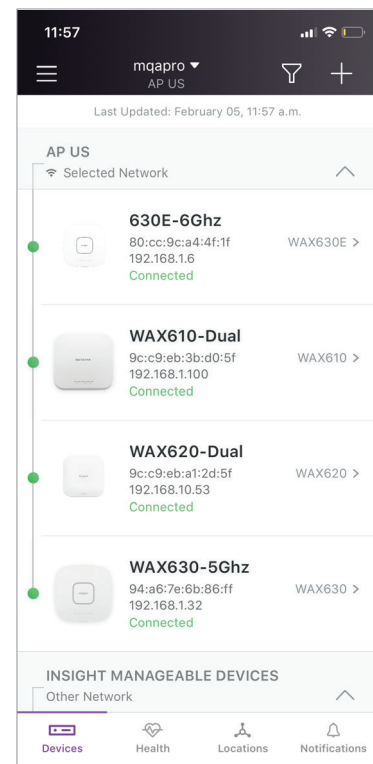 11:57
mqapro ▼
AP US
Last Updated: February 05, 11:57 a.m.
AP US
Selected Network
630E-6Ghz
80:cc:9c:a4:4f:1f
WAX630E >
192.168.1.6
Connected
WAX610-Dual
9c:c9:eb:3b:d0:5f
WAX610 >
192.168.1.100
Connected
WAX620-Dual
9c:c9:eb:a1:2d:5f
WAX620 >
192.168.10.53
Connected
WAX630-5Ghz
94:a6:7e:6b:86:ff
WAX630 >
192.168.1.32
Connected
INSIGHT MANAGEABLE DEVICES
Other Network
Devices Health Locations Notifications